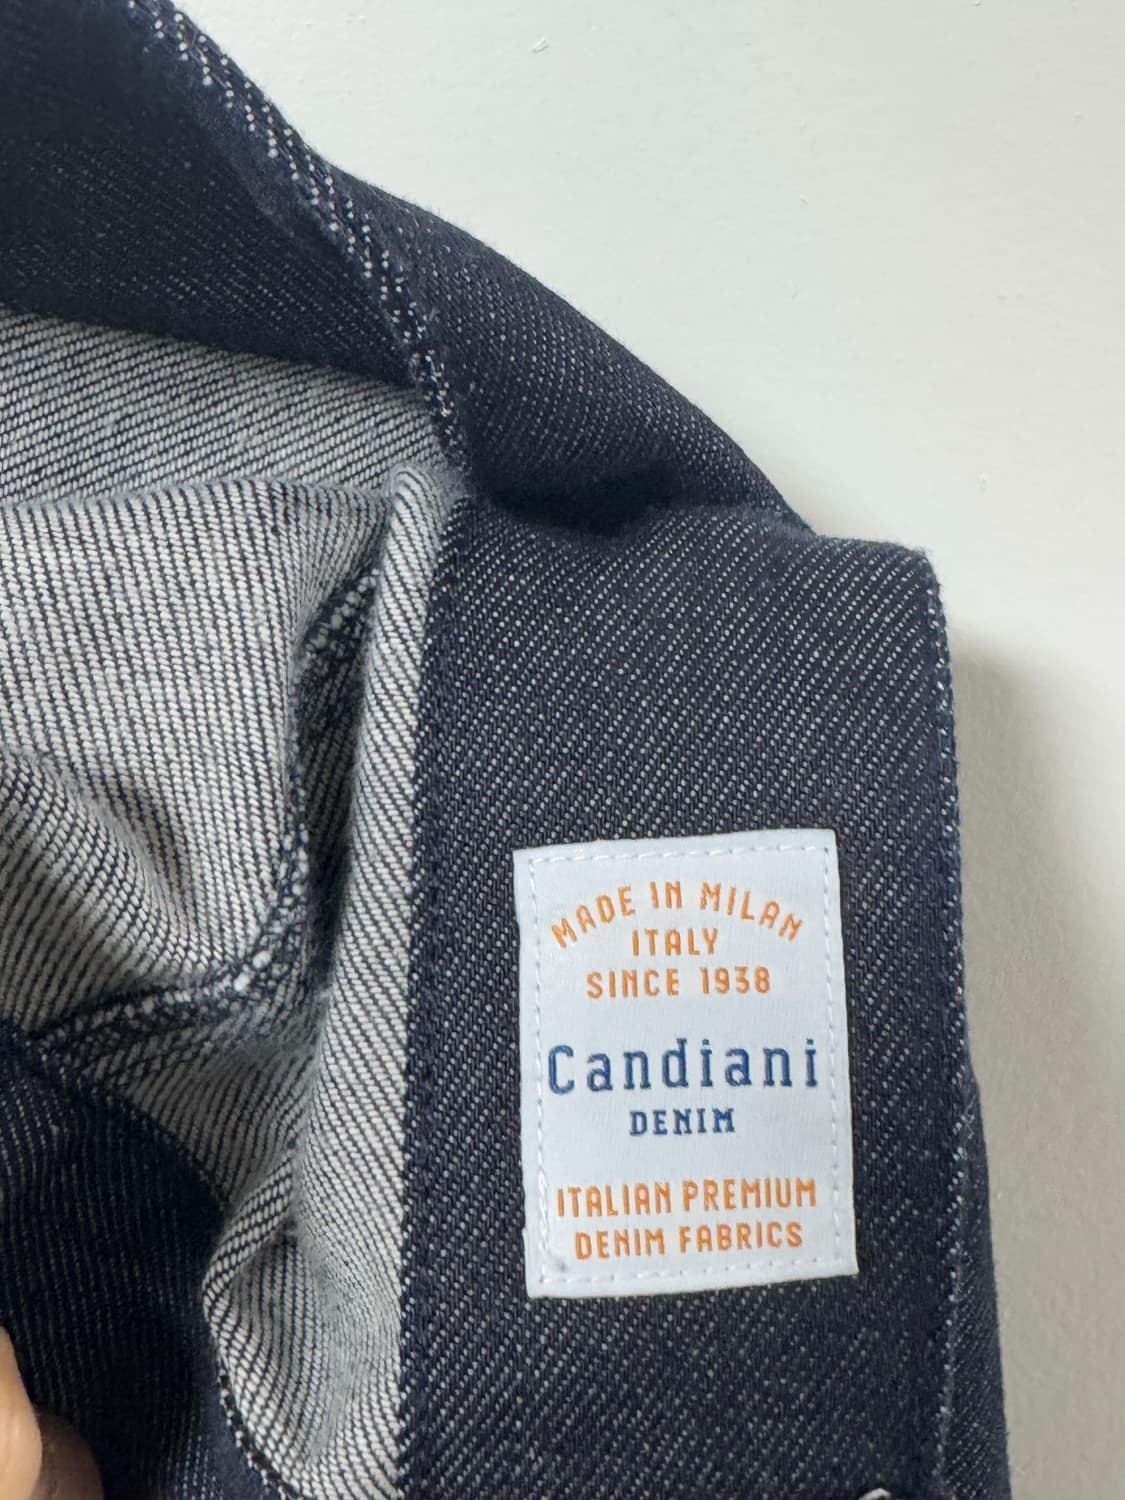 MADE IN MILAN
ITALY
SINCE 1938
Candiani
DENIM
ITALIAN PREMIUM
DENIM FABRICS